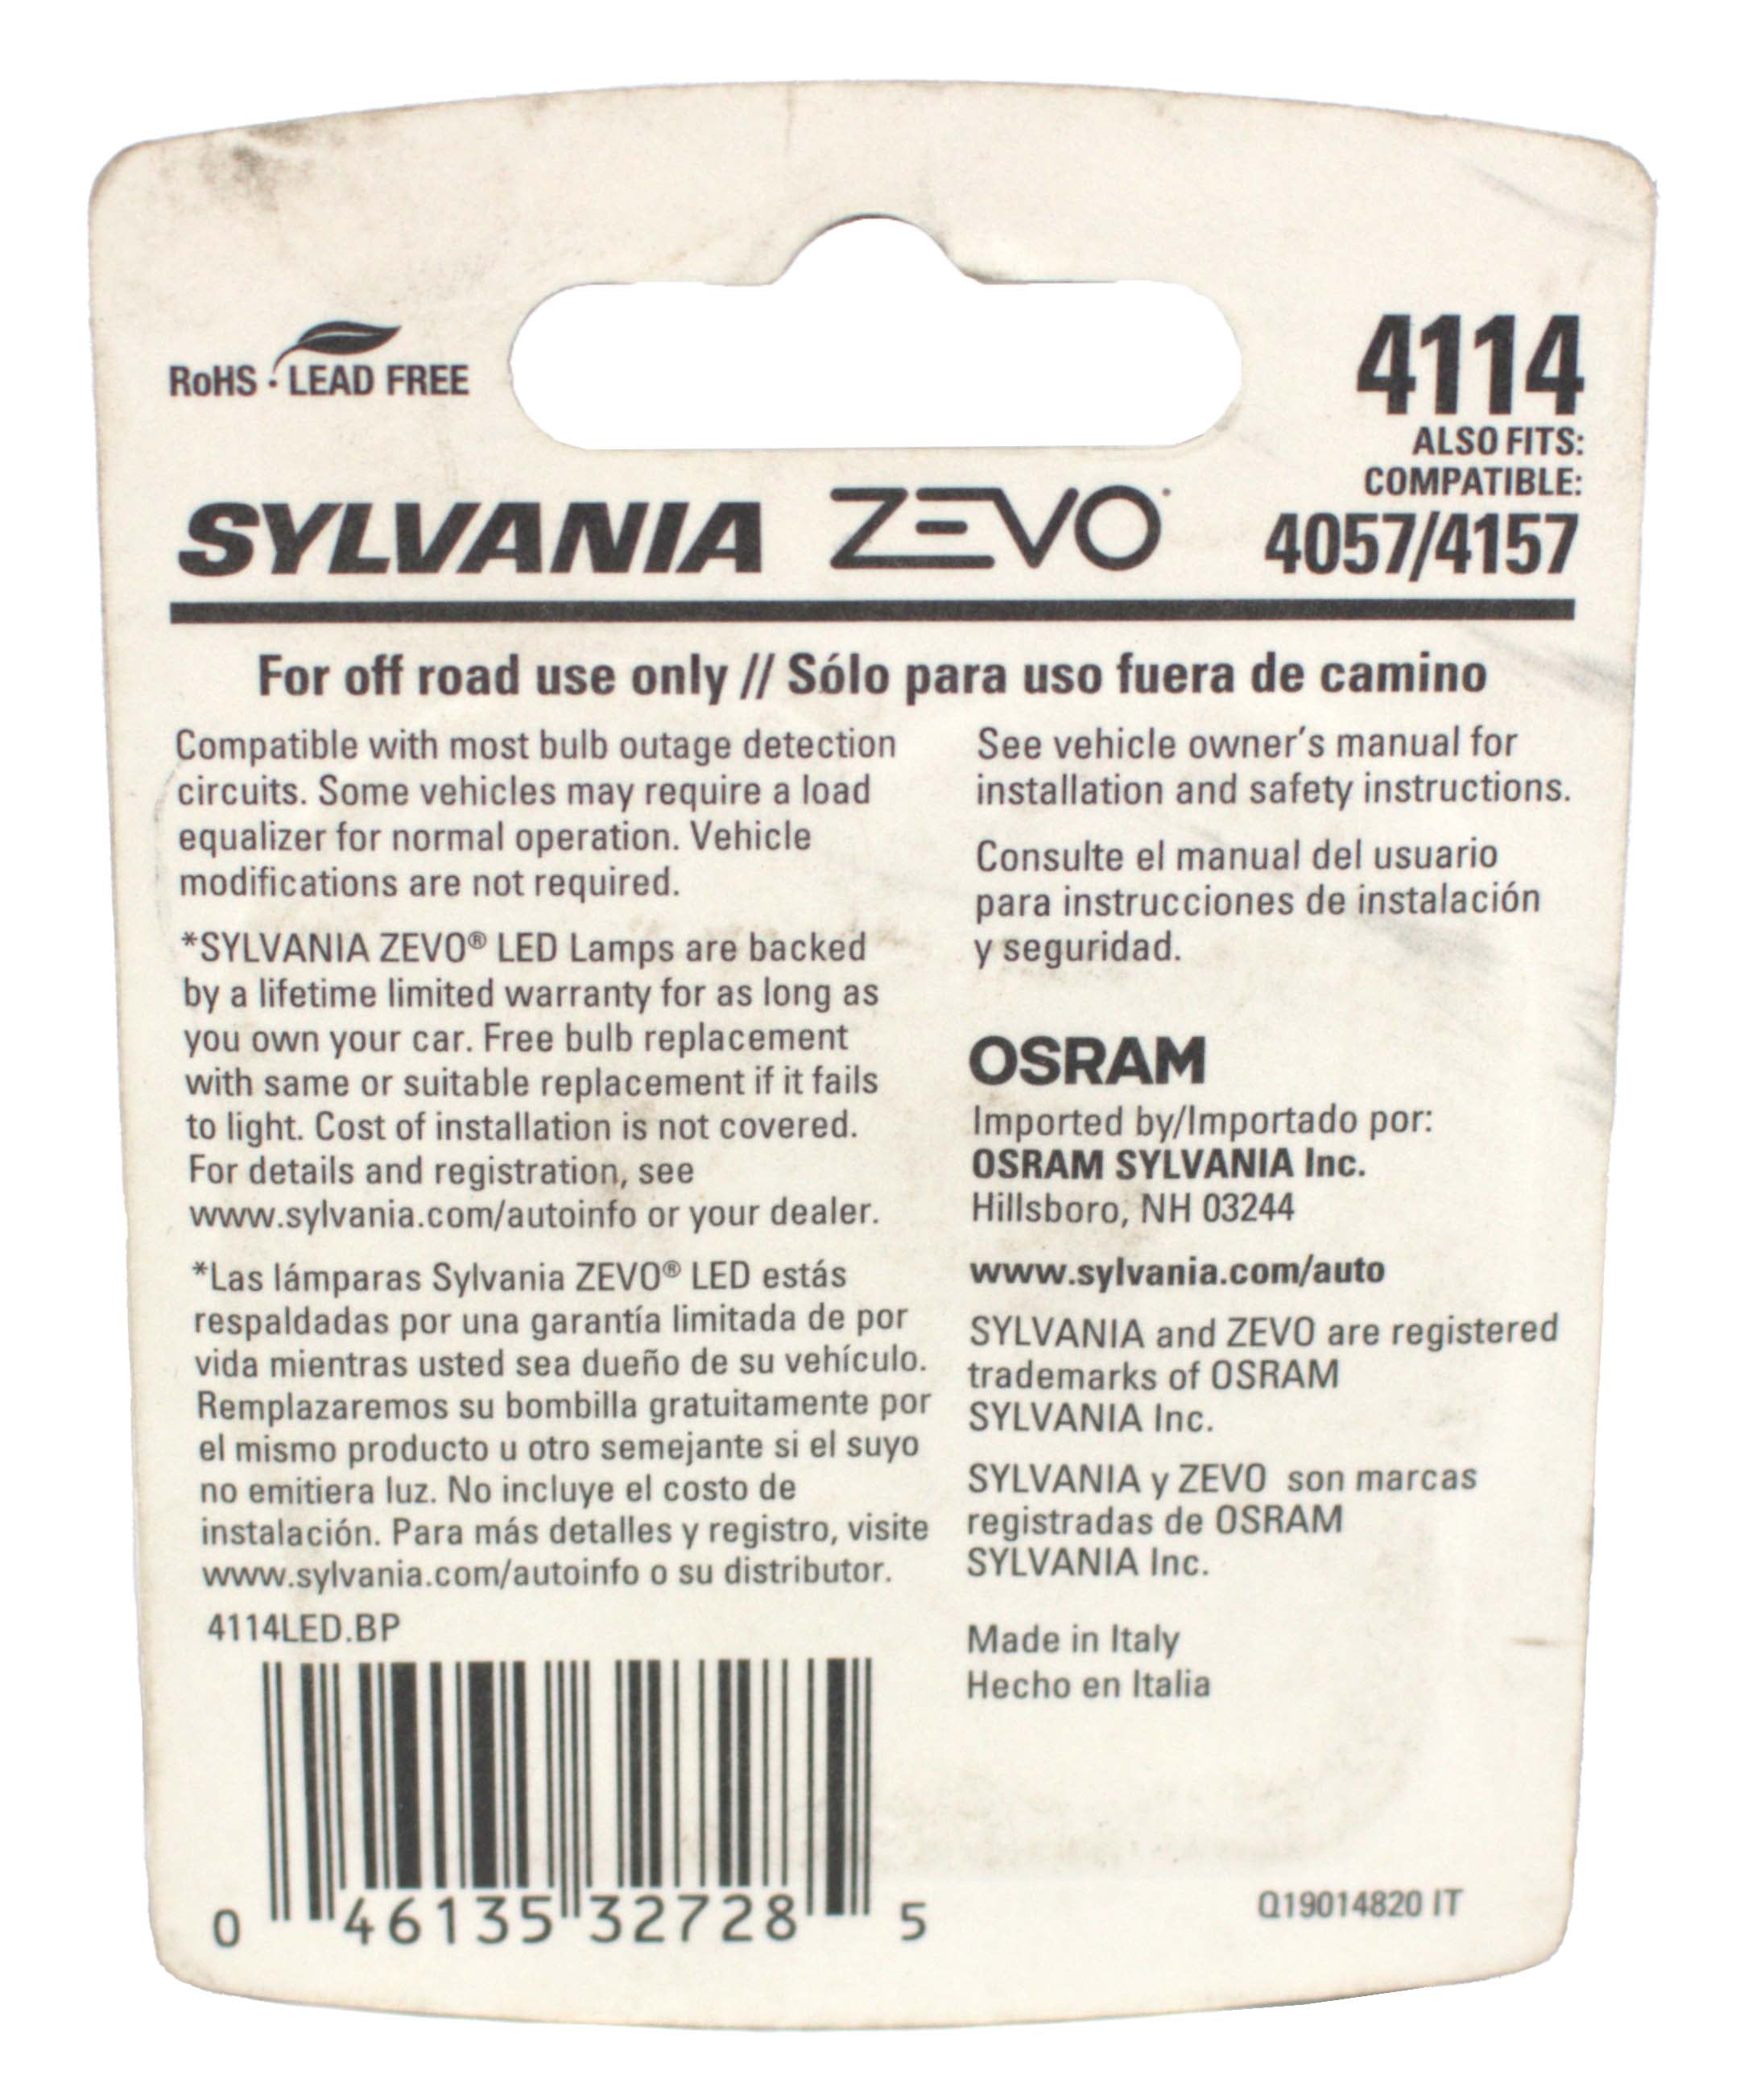 RoHS · LEAD FREE
4114
ALSO FITS:
COMPATIBLE:
4057/4157
SYLVANIA ZEVO
For off road use only // Sólo para uso fuera de camino
Compatible with most bulb outage detection
circuits. Some vehicles may require a load
equalizer for normal operation. Vehicle
modifications are not required.
*SYLVANIA ZEVO® LED Lamps are backed
by a lifetime limited warranty for as long as
you own your car. Free bulb replacement
with same or suitable replacement if it fails
to light. Cost of installation is not covered.
For details and registration, see
www.sylvania.com/autoinfo or your dealer.
*Las lámparas Sylvania ZEVO® LED estás
respaldadas por una garantía limitada de por
vida mientras usted sea dueño de su vehículo.
Remplazaremos su bombilla gratuitamente por
el mismo producto u otro semejante si el suyo
no emitiera luz. No incluye el costo de
instalación. Para más detalles y registro, visite
www.sylvania.com/autoinfo o su distributor.
4114LED.BP
0 46135 32728 5
See vehicle owner's manual for
installation and safety instructions.
Consulte el manual del usuario
para instrucciones de instalación
y seguridad.
OSRAM
Imported by/Importado por:
OSRAM SYLVANIA Inc.
Hillsboro, NH 03244
www.sylvania.com/auto
SYLVANIA and ZEVO are registered
trademarks of OSRAM
SYLVANIA Inc.
SYLVANIA y ZEVO son marcas
registradas de OSRAM
SYLVANIA Inc.
Made in Italy
Hecho en Italia
Q19014820 IT